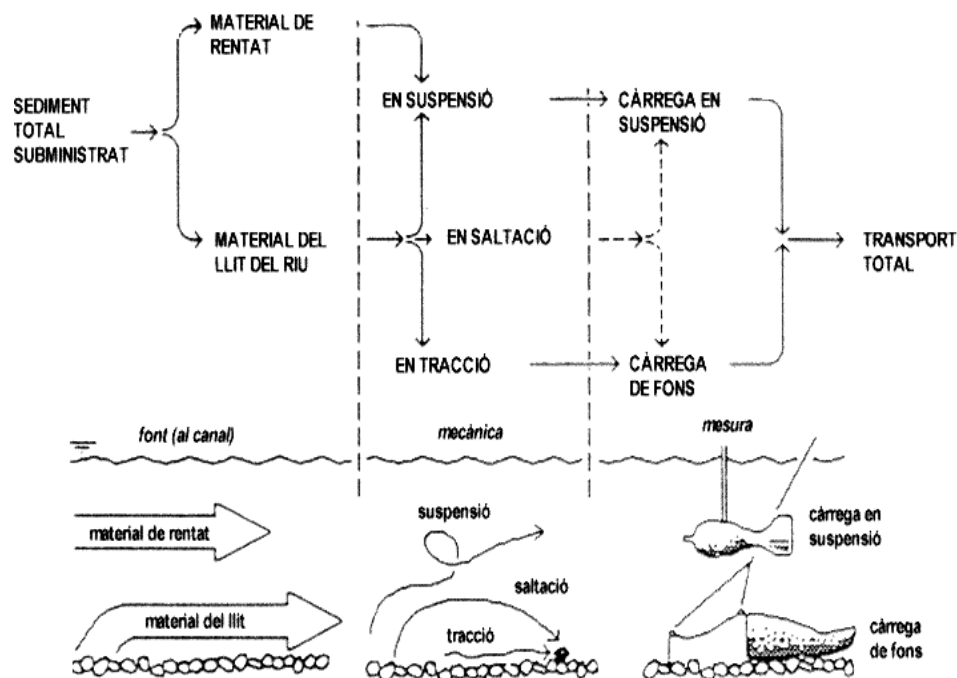 MATERIAL DE
RENTAT
SEDIMENT
TOTAL
SUBMINISTRAT
EN SUSPENSIÓ
CÀRREGA EN
SUSPENSIÓ
MATERIAL DEL
LLIT DEL RIU
EN SALTACIÓ
TRANSPORT
TOTAL
EN TRACCIÓ
CÀRREGA
DE FONS
font (al canal)
mecànica
mesura
material de rentat
suspensió
càrrega en
suspensió
saltació
material del llit
tracció
càrrega
de fons